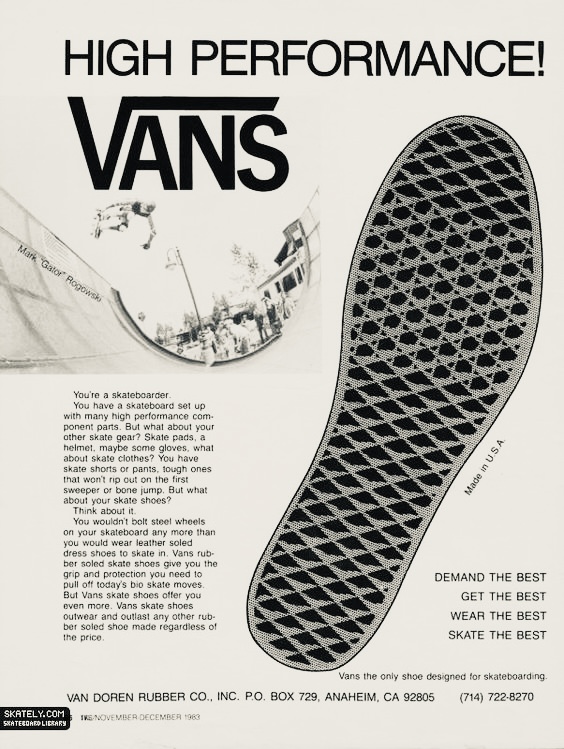 HIGH PERFORMANCE!
VANS
Mark "Gator" Rogowski
You're a skateboarder.
You have a skateboard set up
with many high performance com-
ponent parts. But what about your
other skate gear? Skate pads, a
helmet, maybe some gloves, what
about skate clothes? You have
skate shorts or pants, tough ones
that won't rip out on the first
sweeper or bone jump. But what
about your skate shoes?
Think about it.
You wouldn't bolt steel wheels
on your skateboard any more than
you would wear leather soled
dress shoes to skate in. Vans rub-
ber soled skate shoes give you the
grip and protection you need to
pull off today's bio skate moves.
But Vans skate shoes offer you
even more. Vans skate shoes
outwear and outlast any other rub-
ber soled shoe made regardless of
the price.
Made in U.S.A.
DEMAND THE BEST
GET THE BEST
WEAR THE BEST
SKATE THE BEST
Vans the only shoe designed for skateboarding.
VAN DOREN RUBBER CO., INC. P.O. BOX 729, ANAHEIM, CA 92805 (714) 722-8270
SKATELY.COM
SKATEBOARD LIBRARY
NOVEMBER-DECEMBER 1983